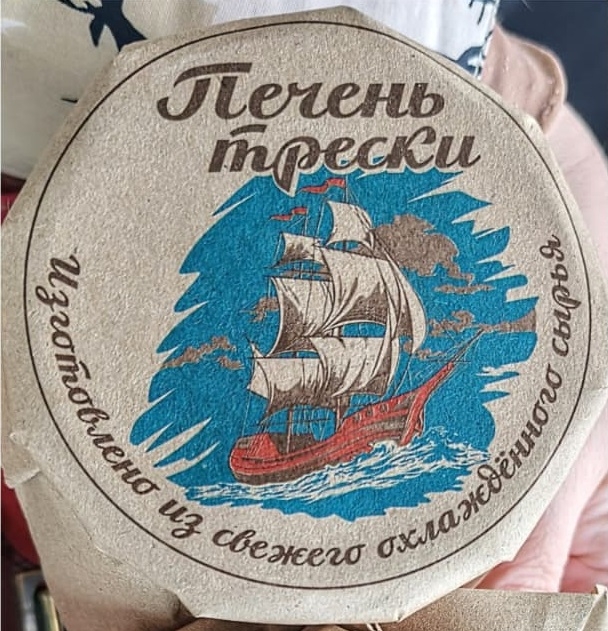 Печень
трески
Изготовлено из свежего охлаждённого сырья